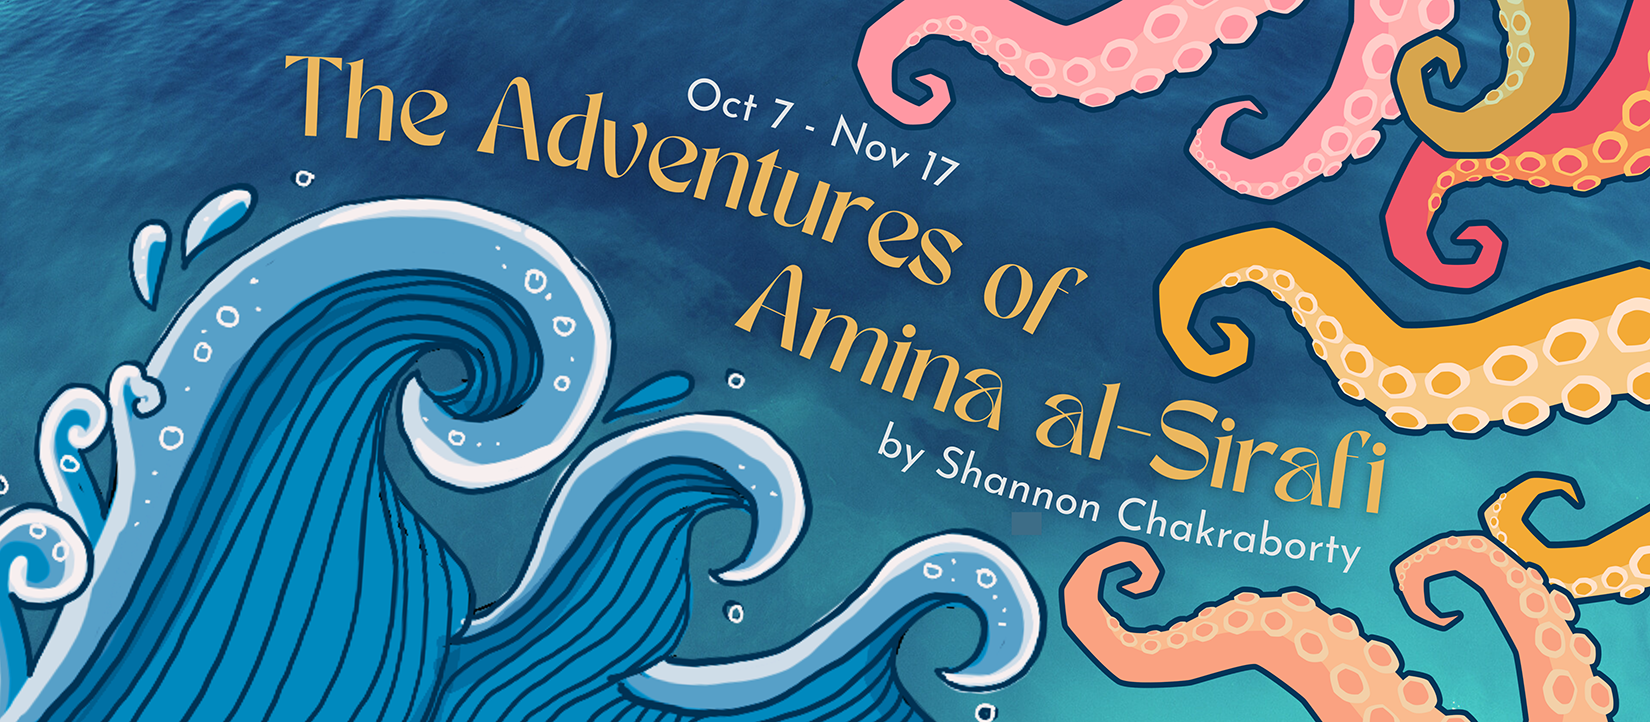 Oct 7 - Nov 17
The Adventures of
Amina al-Sirafi
by Shannon Chakraborty